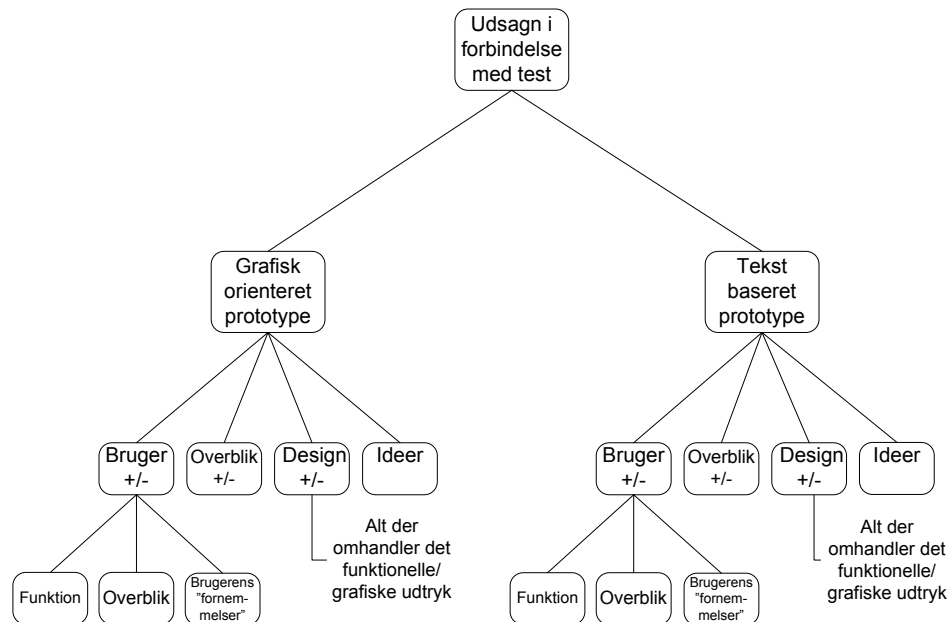 Udsagn i
forbindelse
med test
Grafisk
orienteret
prototype
Tekst
baseret
prototype
Bruger
+/-
Overblik
+/-
Design
+/-
Ideer
Bruger
+/-
Overblik
+/-
Design
+/-
Ideer
Funktion
Overblik
Brugerens
”fornem-
melser”
Alt der
omhandler det
funktionelle/
grafiske udtryk
Funktion
Overblik
Brugerens
”fornem-
melser”
Alt der
omhandler det
funktionelle/
grafiske udtryk